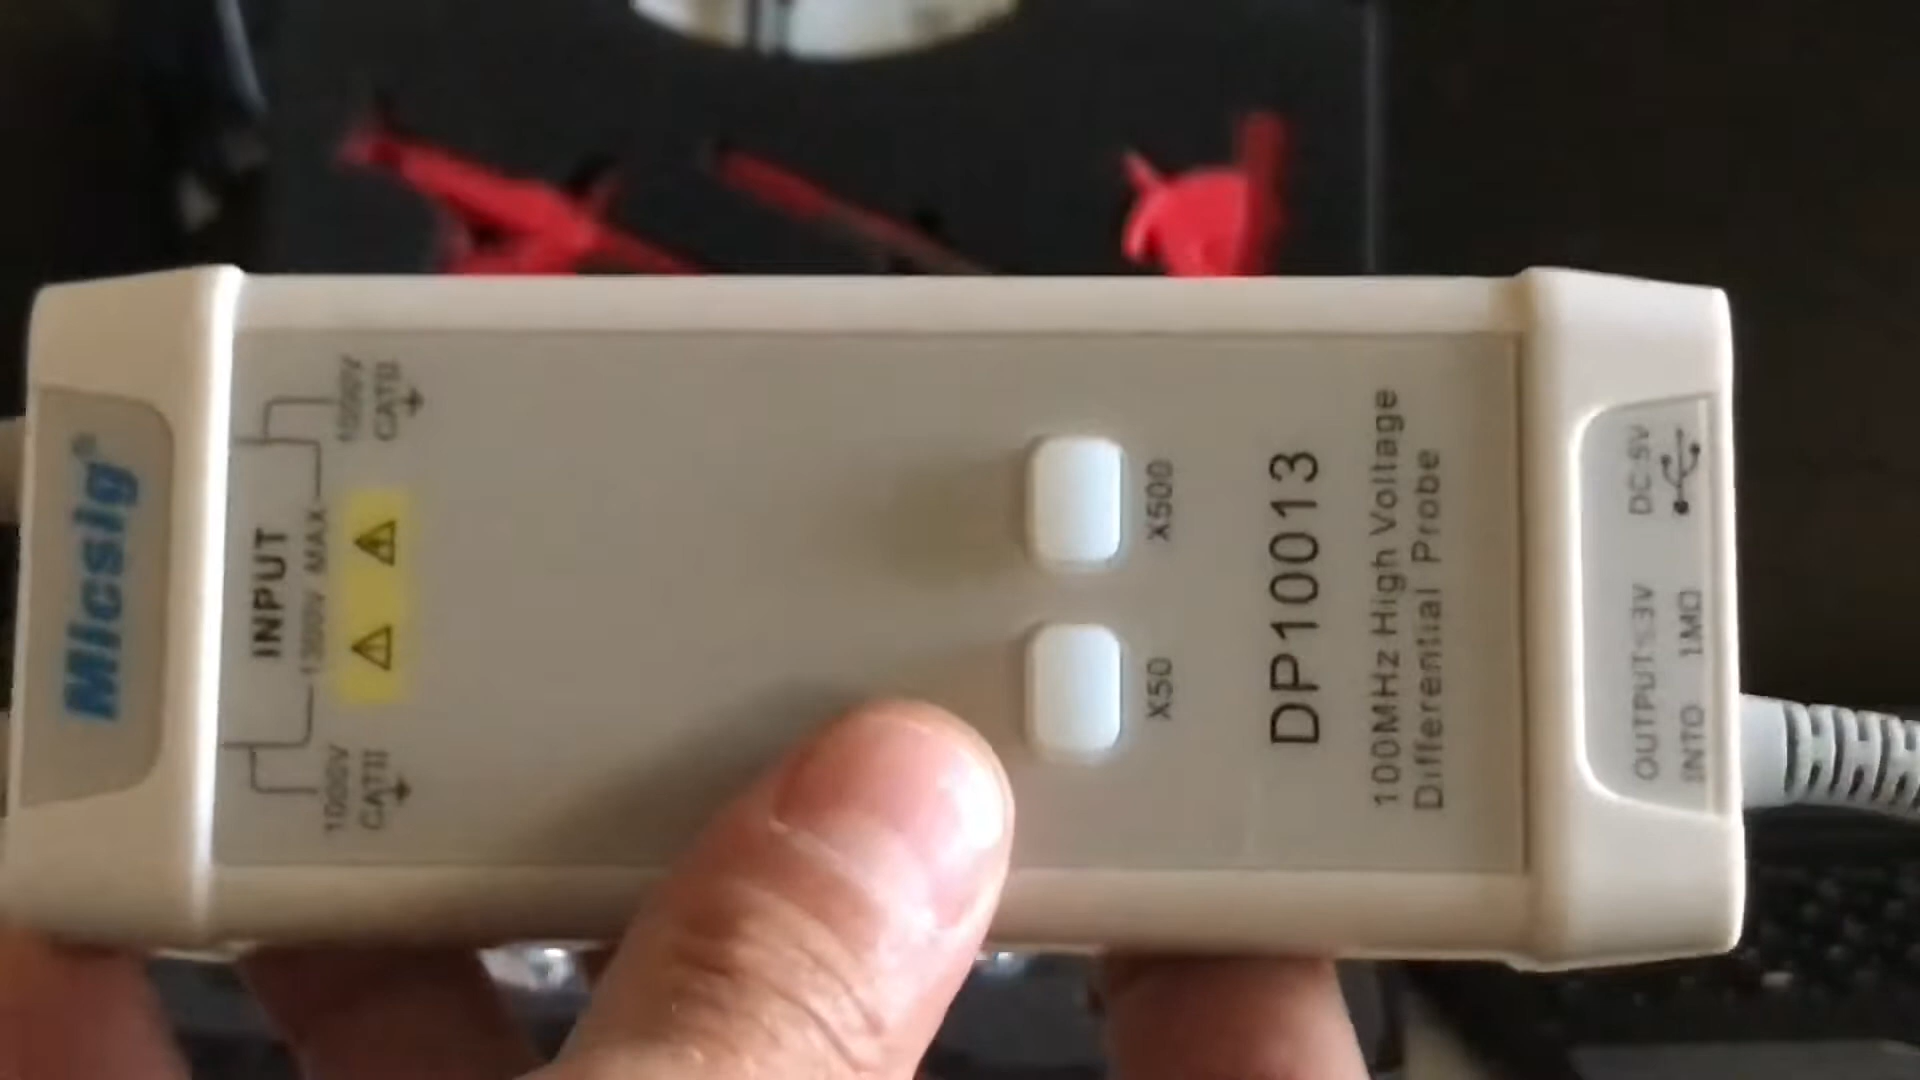 Micsig®
INPUT
1300V MAX
1000V
CATII
1000V
CATII
X50
X500
DP10013
100MHz High Voltage
Differential Probe
OUTPUT:≤3V
INTO 1MΩ
DC:5V